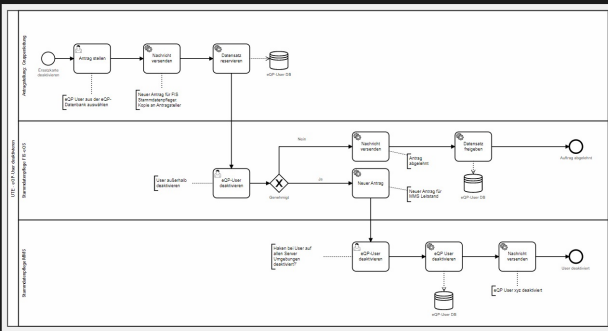 Antragstellung: Gruppenleitung
Einzelkarte
deaktivieren
Antrag stellen
Nachricht
versenden
Datensatz
reservieren
eQP-User DB
eQP User aus der eQP-
Datenbank auswählen
Neuer Antrag für FIS
Stammdatenpfleger,
Kopie an Antragsteller
UTE - eQP User deaktivieren
User außerhalb
deaktivieren
eQP-User
deaktivieren
Genehmigt
Nein
Ja
Nachricht
versenden
Antrag
abgelehnt
Datensatz
freigeben
eQP-User DB
Auftrag abgelehnt
Neuer Antrag
Neuer Antrag für
MMS Leitstand
Stammdatenpflege MMS
Haken bei User auf
allen Server
Umgebungen
deaktiviert?
eQP-User
deaktivieren
eQP User
deaktivieren
eQP-User DB
Nachricht
versenden
eQP User xyz deaktiviert
User deaktiviert